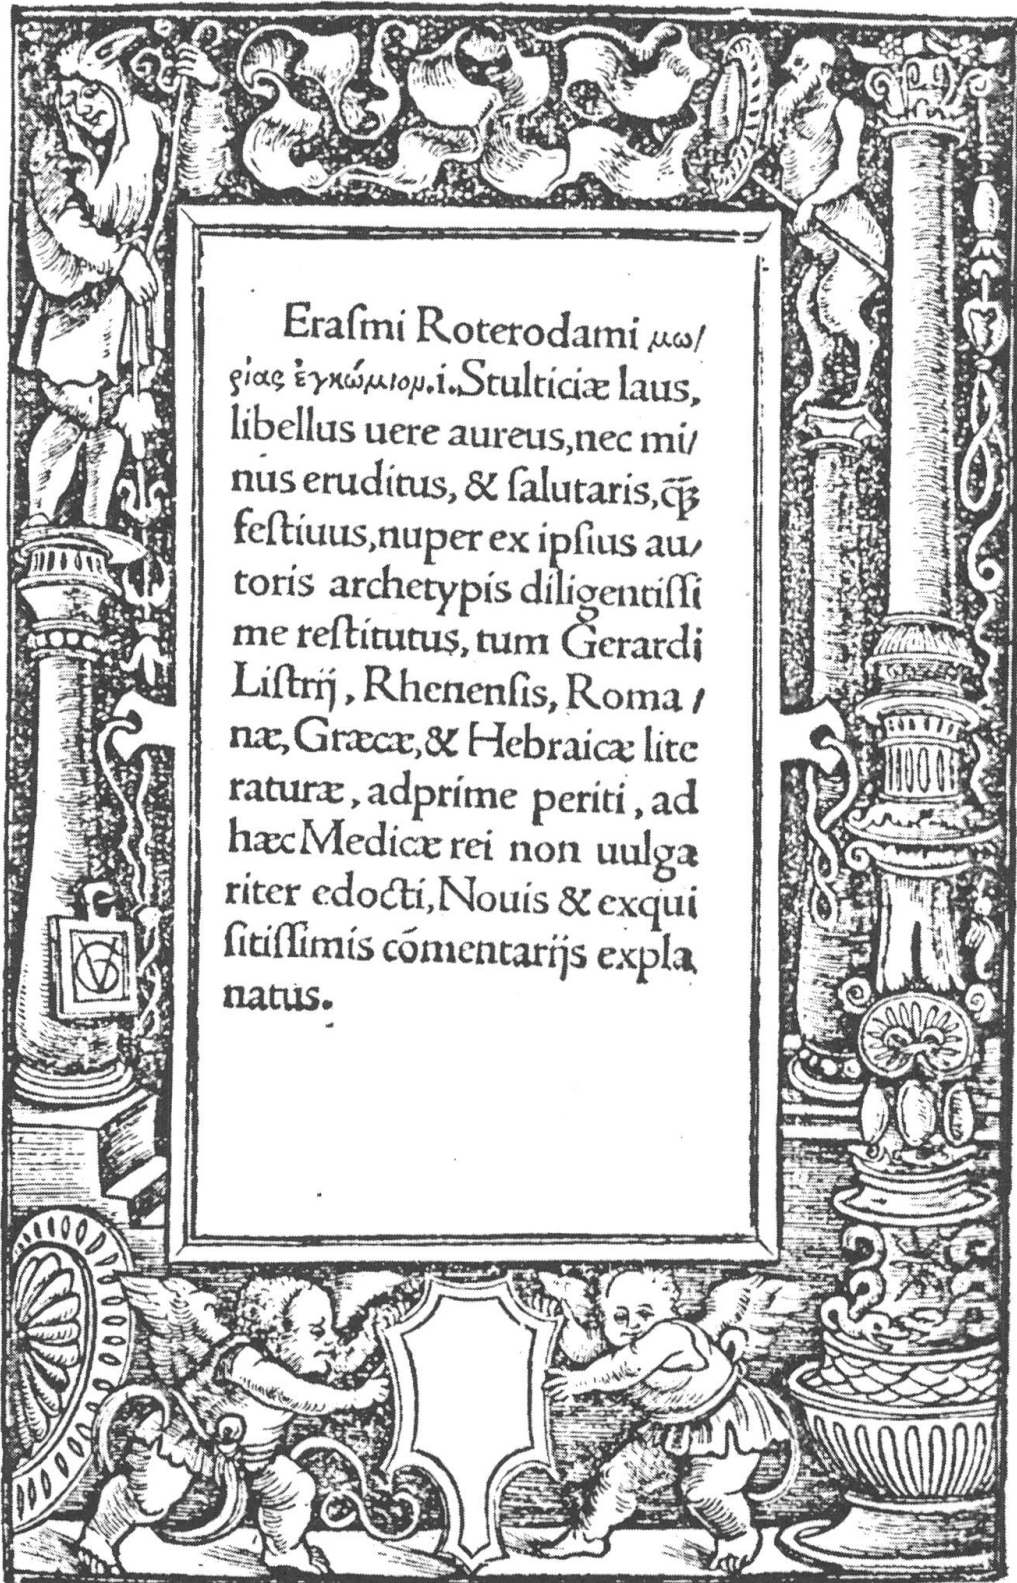 Eraſmi Roterodami μω/
ρίας ἐγκώμιομ.i.Stulticiæ laus,
libellus uere aureus,nec mi/
nus eruditus, & ſalutaris,q̄ꝫ
feſtiuus,nuper ex ipſius au/
toris archetypis diligentiſſi
me reſtitutus, tum Gerardi
Liſtrij, Rhenenſis, Roma /
næ, Græcæ, & Hebraicæ lite
raturæ, adprime periti, ad
hæc Medicæ rei non uulga
riter edocti, Nouis & exqui
ſitiſſimis cōmentarijs expla
natus.